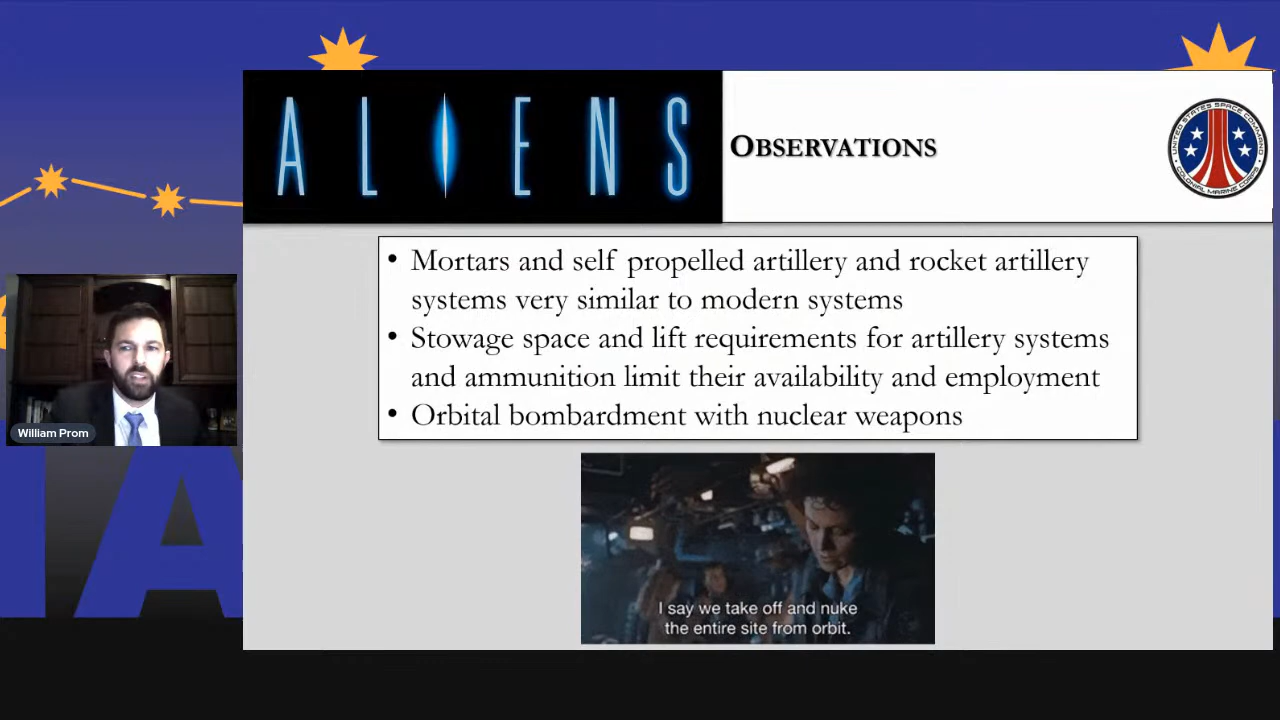 ALIENS
OBSERVATIONS
UNITED STATES SPACE COMMAND
COLONIAL MARINE CORPS
• Mortars and self propelled artillery and rocket artillery
systems very similar to modern systems
• Stowage space and lift requirements for artillery systems
and ammunition limit their availability and employment
• Orbital bombardment with nuclear weapons
William Prom
I say we take off and nuke
the entire site from orbit.